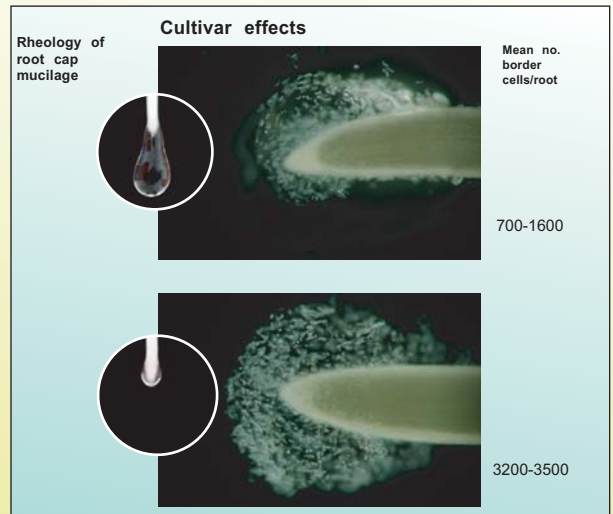 Cultivar effects
Rheology of
root cap
mucilage
Mean no.
border
cells/root
700-1600
3200-3500